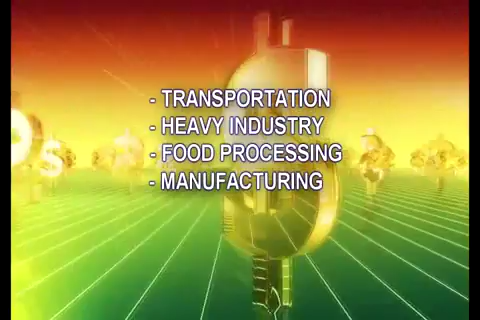 - TRANSPORTATION
- HEAVY INDUSTRY
- FOOD PROCESSING
- MANUFACTURING